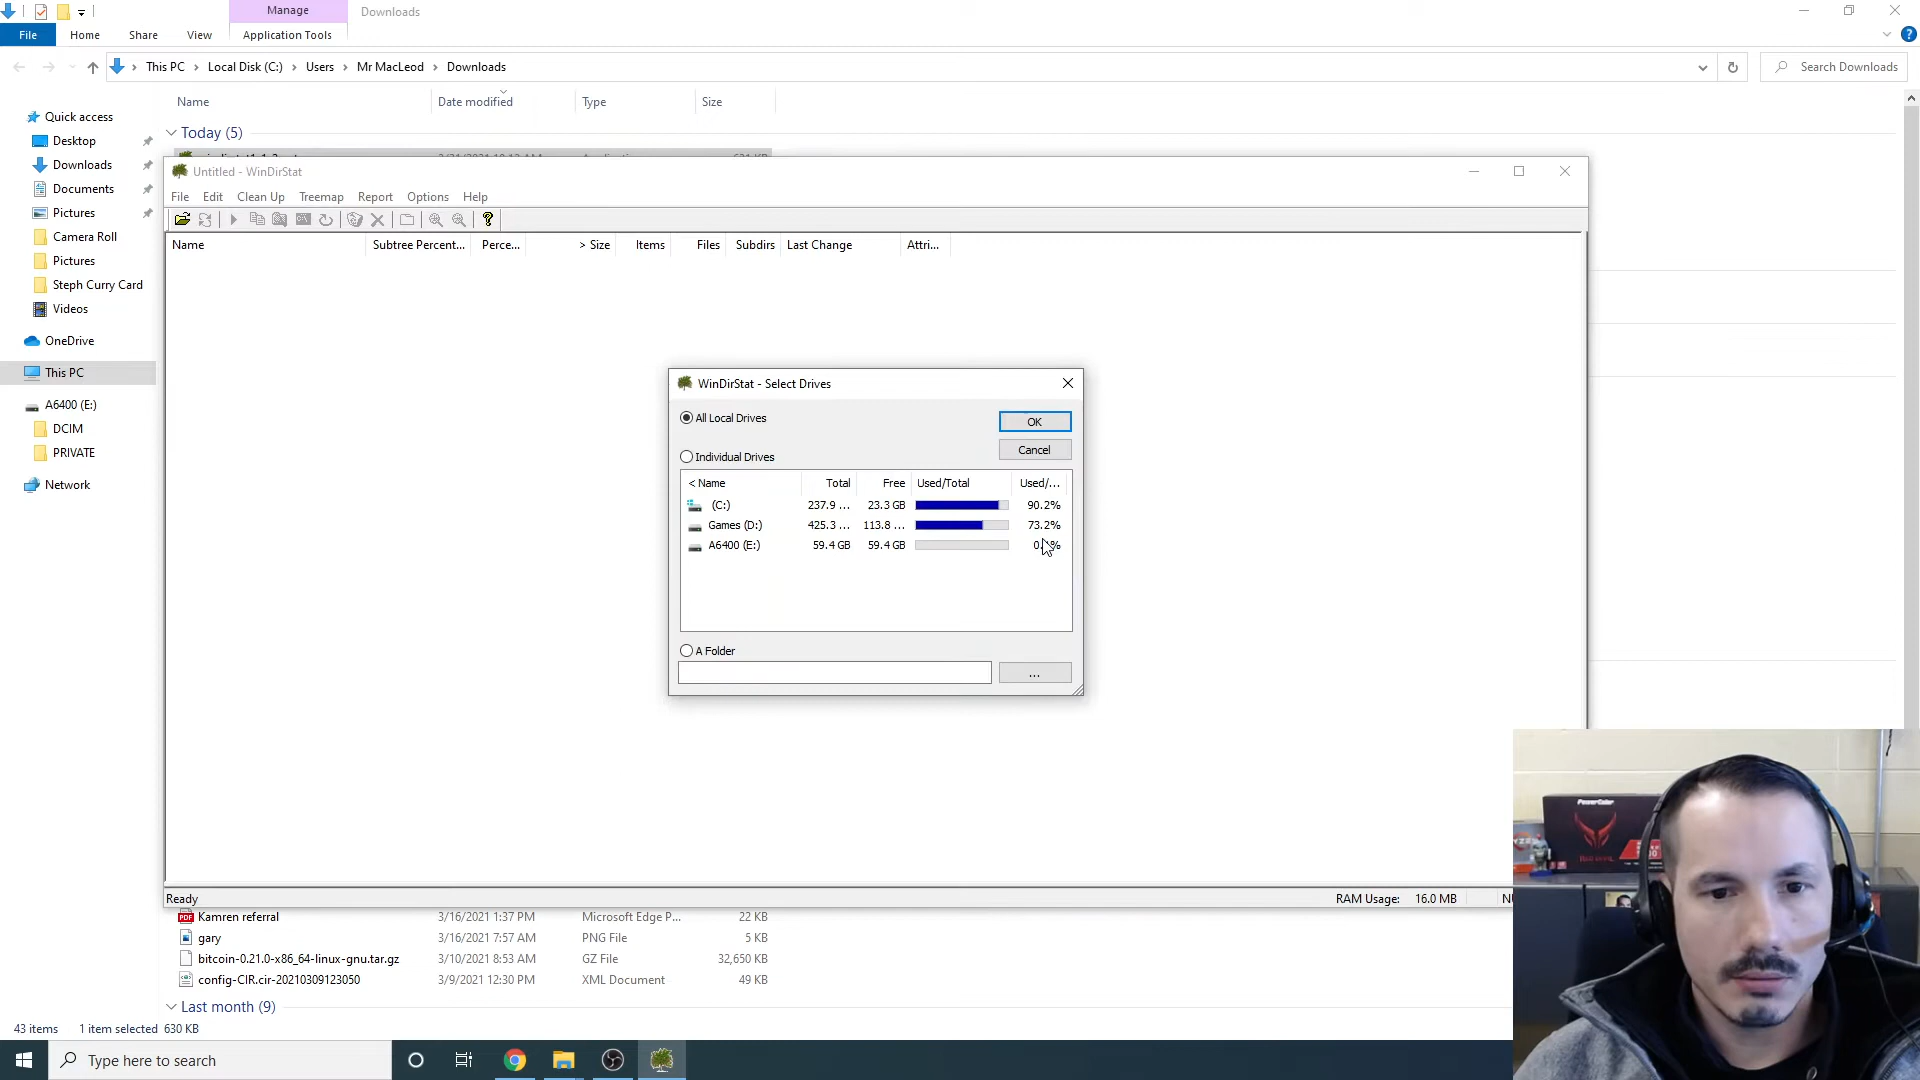 Manage
Downloads
File
Home
Share
View
Application Tools
This PC
Local Disk (C:)
Users
Mr MacLeod
Downloads
Search Downloads
Name
Date modified
Type
Size
Quick access
Desktop
Downloads
Documents
Pictures
Camera Roll
Pictures
Steph Curry Card
Videos
OneDrive
This PC
A6400 (E:)
DCIM
PRIVATE
Network
Today (5)
Untitled - WinDirStat
File Edit Clean Up Treemap Report Options Help
Name Subtree Percent... Perce... > Size Items Files Subdirs Last Change Attri...
WinDirStat - Select Drives
All Local Drives
OK
Cancel
Individual Drives
< Name Total Free Used/Total Used/...
(C:) 237.9 ... 23.3 GB 90.2%
Games (D:) 425.3 ... 113.8 ... 73.2%
A6400 (E:) 59.4 GB 59.4 GB
A Folder
...
Ready
RAM Usage: 16.0 MB
Kamren referral 3/16/2021 1:37 PM Microsoft Edge P... 22 KB
gary 3/16/2021 7:57 AM PNG File 5 KB
bitcoin-0.21.0-x86_64-linux-gnu.tar.gz 3/10/2021 8:53 AM GZ File 32,650 KB
config-CIR.cir-20210309123050 3/9/2021 12:30 PM XML Document 49 KB
Last month (9)
43 items 1 item selected 630 KB
Type here to search
PowerColor